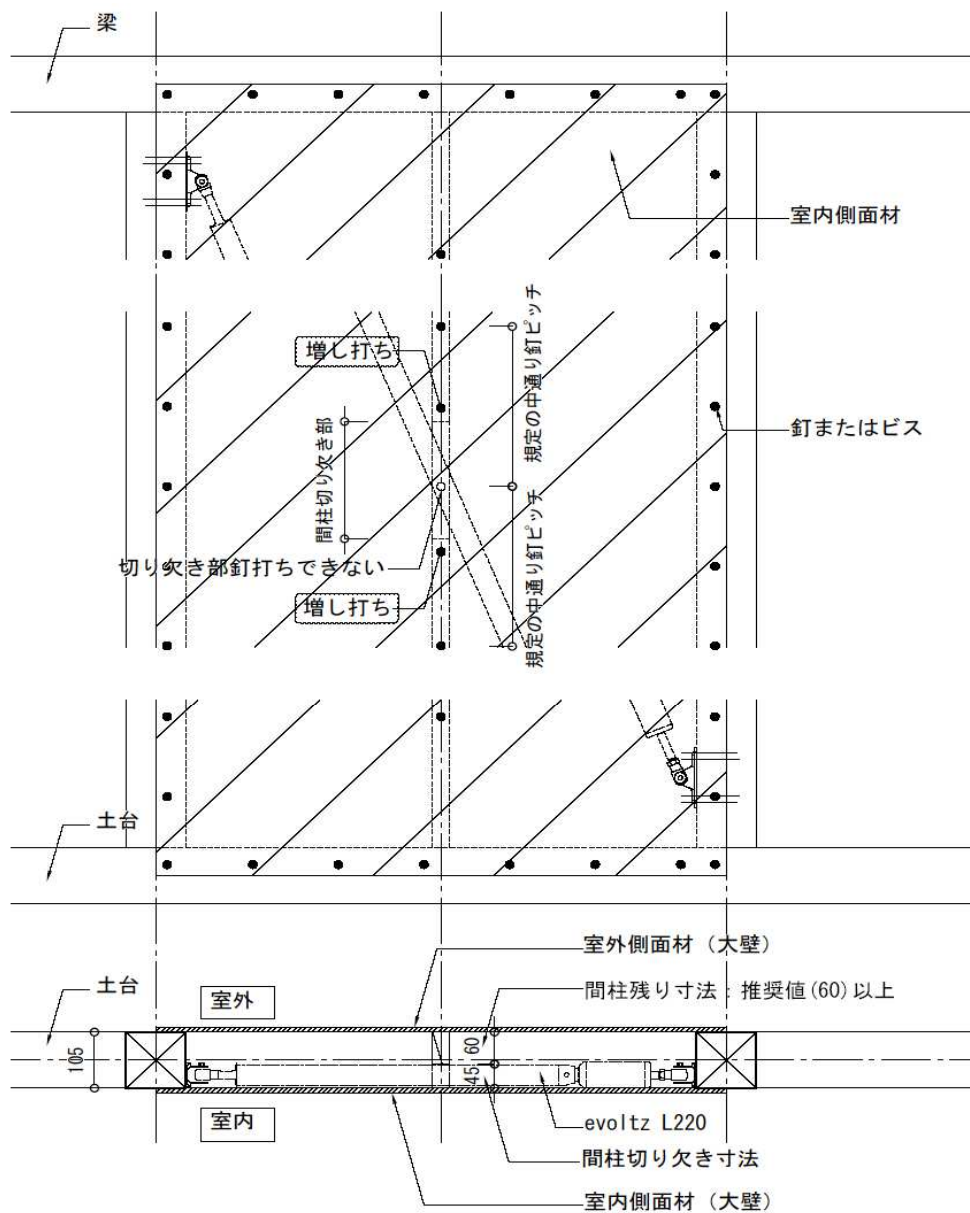 梁
室内側面材
規定の中通り釘ピッチ
増し打ち
間柱切り欠き部
釘またはビス
規定の中通り釘ピッチ
切り欠き部釘打ちできない
増し打ち
土台
室外側面材（大壁）
土台
室外
間柱残り寸法：推奨値(60)以上
105
60
45
室内
evoltz L220
間柱切り欠き寸法
室内側面材（大壁）